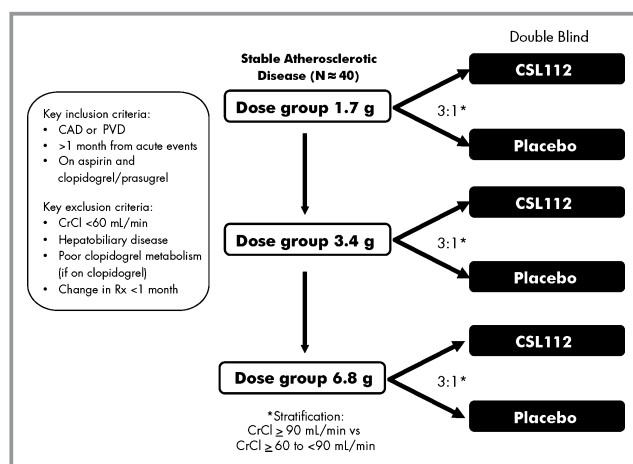 Double Blind
Stable Atherosclerotic
Disease (N ≈ 40)
CSL112
Dose group 1.7 g
3:1*
Placebo
Key inclusion criteria:
• CAD or PVD
• >1 month from acute events
• On aspirin and
clopidogrel/prasugrel
Key exclusion criteria:
• CrCl <60 mL/min
• Hepatobiliary disease
• Poor clopidogrel metabolism
(if on clopidogrel)
• Change in Rx <1 month
CSL112
Dose group 3.4 g
3:1*
Placebo
CSL112
Dose group 6.8 g
3:1*
Placebo
*Stratification:
CrCl ≥ 90 mL/min vs
CrCl ≥ 60 to <90 mL/min